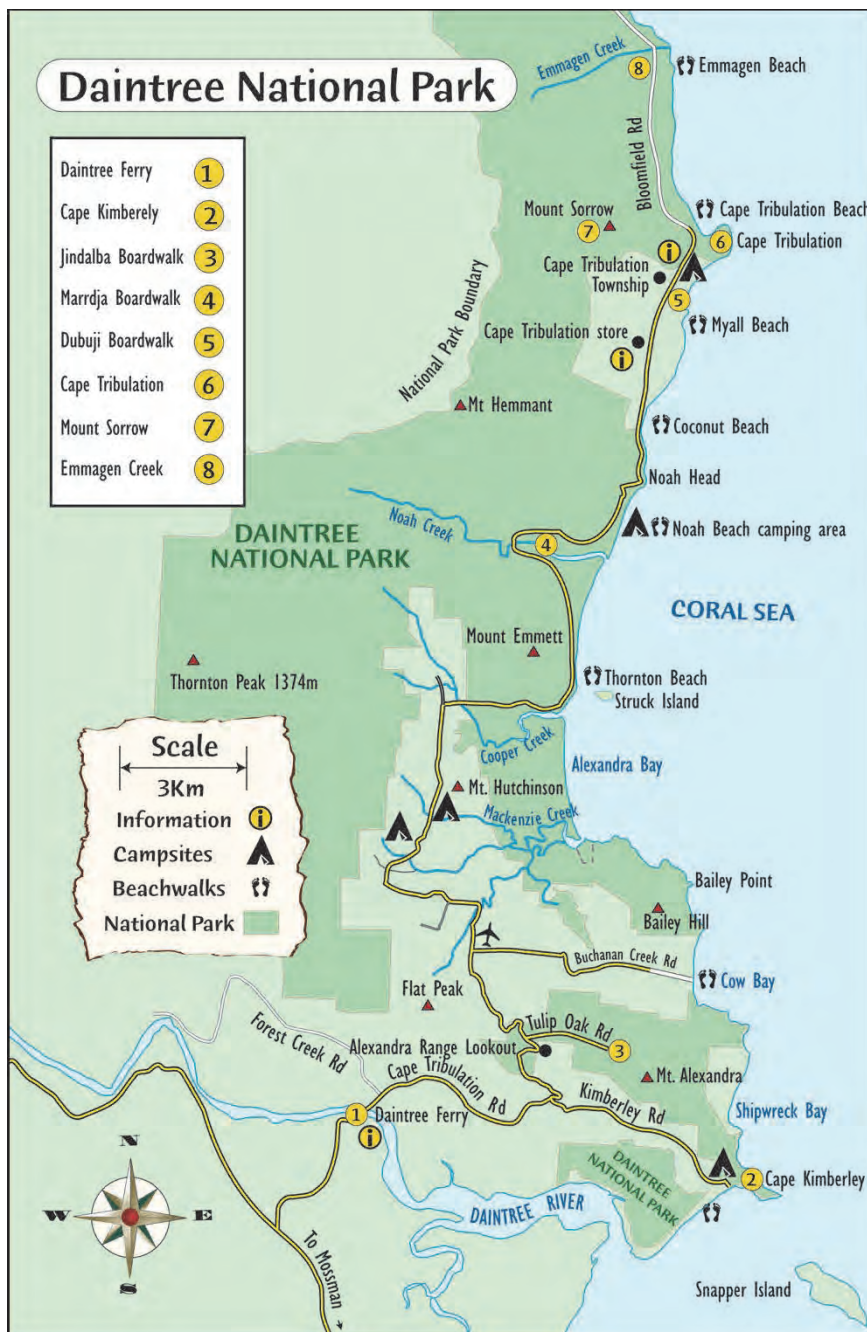 Daintree National Park
Daintree Ferry 1
Cape Kimberely 2
Jindalba Boardwalk 3
Marrdja Boardwalk 4
Dubuji Boardwalk 5
Cape Tribulation 6
Mount Sorrow 7
Emmagen Creek 8
Emmagen Creek
8
Emmagen Beach
Bloomfield Rd
Mount Sorrow
7
Cape Tribulation Beach
6
Cape Tribulation
i
Cape Tribulation
Township
5
Myall Beach
Cape Tribulation store
i
National Park Boundary
Mt Hemmant
Coconut Beach
Noah Head
Noah Creek
Noah Beach camping area
4
DAINTREE
NATIONAL PARK
CORAL SEA
Mount Emmett
Thornton Peak 1374m
Thornton Beach
Struck Island
Cooper Creek
Alexandra Bay
Mt. Hutchinson
Mackenzie Creek
Scale
3Km
Information i
Campsites
Beachwalks
National Park
Bailey Point
Bailey Hill
Buchanan Creek Rd
Cow Bay
Flat Peak
Forest Creek Rd
Tulip Oak Rd
Alexandra Range Lookout
3
Cape Tribulation Rd
Mt. Alexandra
Kimberley Rd
Shipwreck Bay
1
Daintree Ferry
i
DAINTREE
NATIONAL PARK
2
Cape Kimberley
DAINTREE RIVER
N
W
E
S
To Mossman
Snapper Island